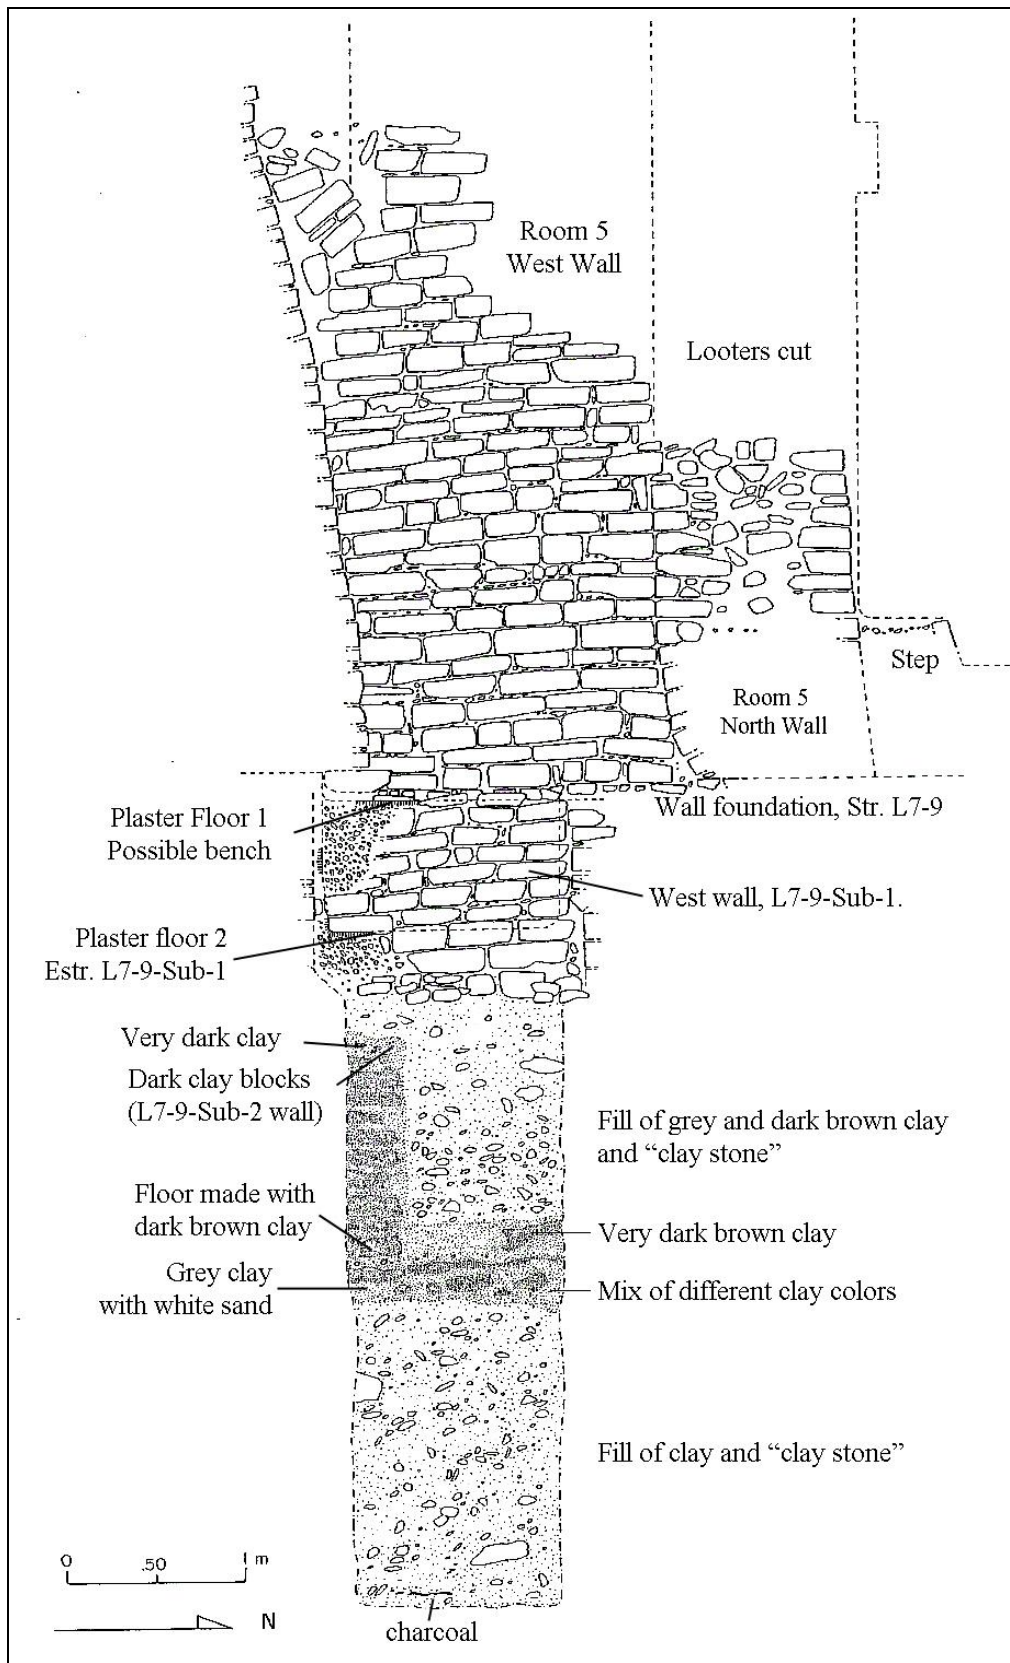 Room 5
West Wall
Looters cut
Step
Room 5
North Wall
Plaster Floor 1
Possible bench
Wall foundation, Str. L7-9
West wall, L7-9-Sub-1.
Plaster floor 2
Estr. L7-9-Sub-1
Very dark clay
Dark clay blocks
(L7-9-Sub-2 wall)
Fill of grey and dark brown clay
and “clay stone”
Floor made with
dark brown clay
Very dark brown clay
Grey clay
with white sand
Mix of different clay colors
Fill of clay and “clay stone”
0 .50 1 m
N
charcoal